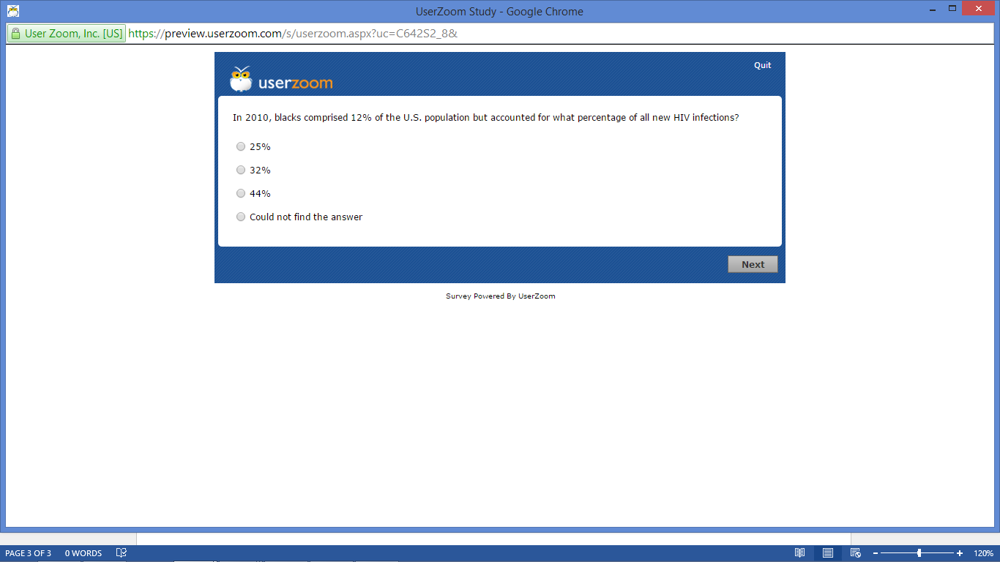 UserZoom Study - Google Chrome
User Zoom, Inc. [US] https://preview.userzoom.com/s/userzoom.aspx?uc=C642S2_8&
Quit
userzoom
In 2010, blacks comprised 12% of the U.S. population but accounted for what percentage of all new HIV infections?
25%
32%
44%
Could not find the answer
Next
Survey Powered By UserZoom
PAGE 3 OF 3 0 WORDS 120%